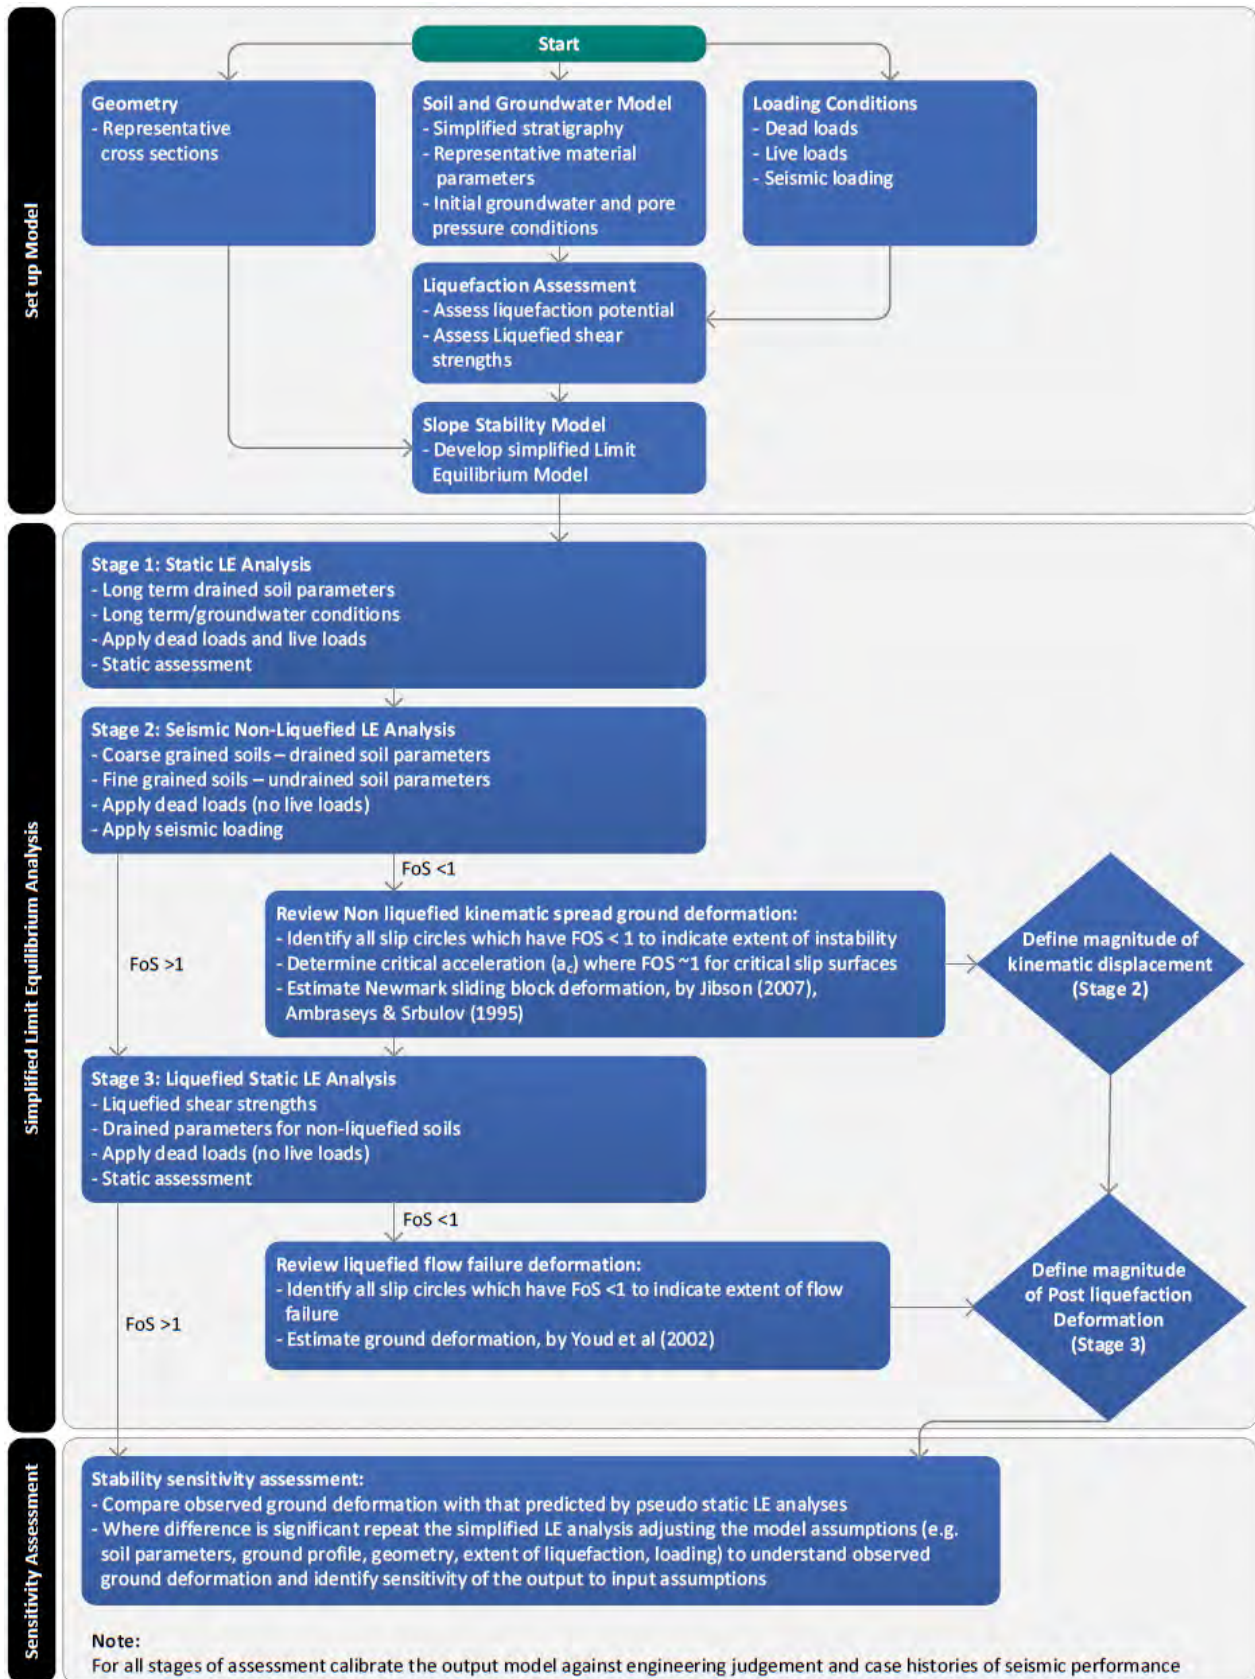 Set up Model
Start
Geometry
- Representative
cross sections
Soil and Groundwater Model
- Simplified stratigraphy
- Representative material
parameters
- Initial groundwater and pore
pressure conditions
Loading Conditions
- Dead loads
- Live loads
- Seismic loading
Liquefaction Assessment
- Assess liquefaction potential
- Assess Liquefied shear
strengths
Slope Stability Model
- Develop simplified Limit
Equilibrium Model
Simplified Limit Equilibrium Analysis
Stage 1: Static LE Analysis
- Long term drained soil parameters
- Long term/groundwater conditions
- Apply dead loads and live loads
- Static assessment
Stage 2: Seismic Non-Liquefied LE Analysis
- Coarse grained soils – drained soil parameters
- Fine grained soils – undrained soil parameters
- Apply dead loads (no live loads)
- Apply seismic loading
FoS <1
FoS >1
Review Non liquefied kinematic spread ground deformation:
- Identify all slip circles which have FOS < 1 to indicate extent of instability
- Determine critical acceleration (ac) where FOS ~1 for critical slip surfaces
- Estimate Newmark sliding block deformation, by Jibson (2007),
Ambraseys & Srbulov (1995)
Define magnitude of
kinematic displacement
(Stage 2)
Stage 3: Liquefied Static LE Analysis
- Liquefied shear strengths
- Drained parameters for non-liquefied soils
- Apply dead loads (no live loads)
- Static assessment
FoS <1
FoS >1
Review liquefied flow failure deformation:
- Identify all slip circles which have FoS <1 to indicate extent of flow
failure
- Estimate ground deformation, by Youd et al (2002)
Define magnitude
of Post liquefaction
Deformation
(Stage 3)
Sensitivity Assessment
Stability sensitivity assessment:
- Compare observed ground deformation with that predicted by pseudo static LE analyses
- Where difference is significant repeat the simplified LE analysis adjusting the model assumptions (e.g.
soil parameters, ground profile, geometry, extent of liquefaction, loading) to understand observed
ground deformation and identify sensitivity of the output to input assumptions
Note:
For all stages of assessment calibrate the output model against engineering judgement and case histories of seismic performance